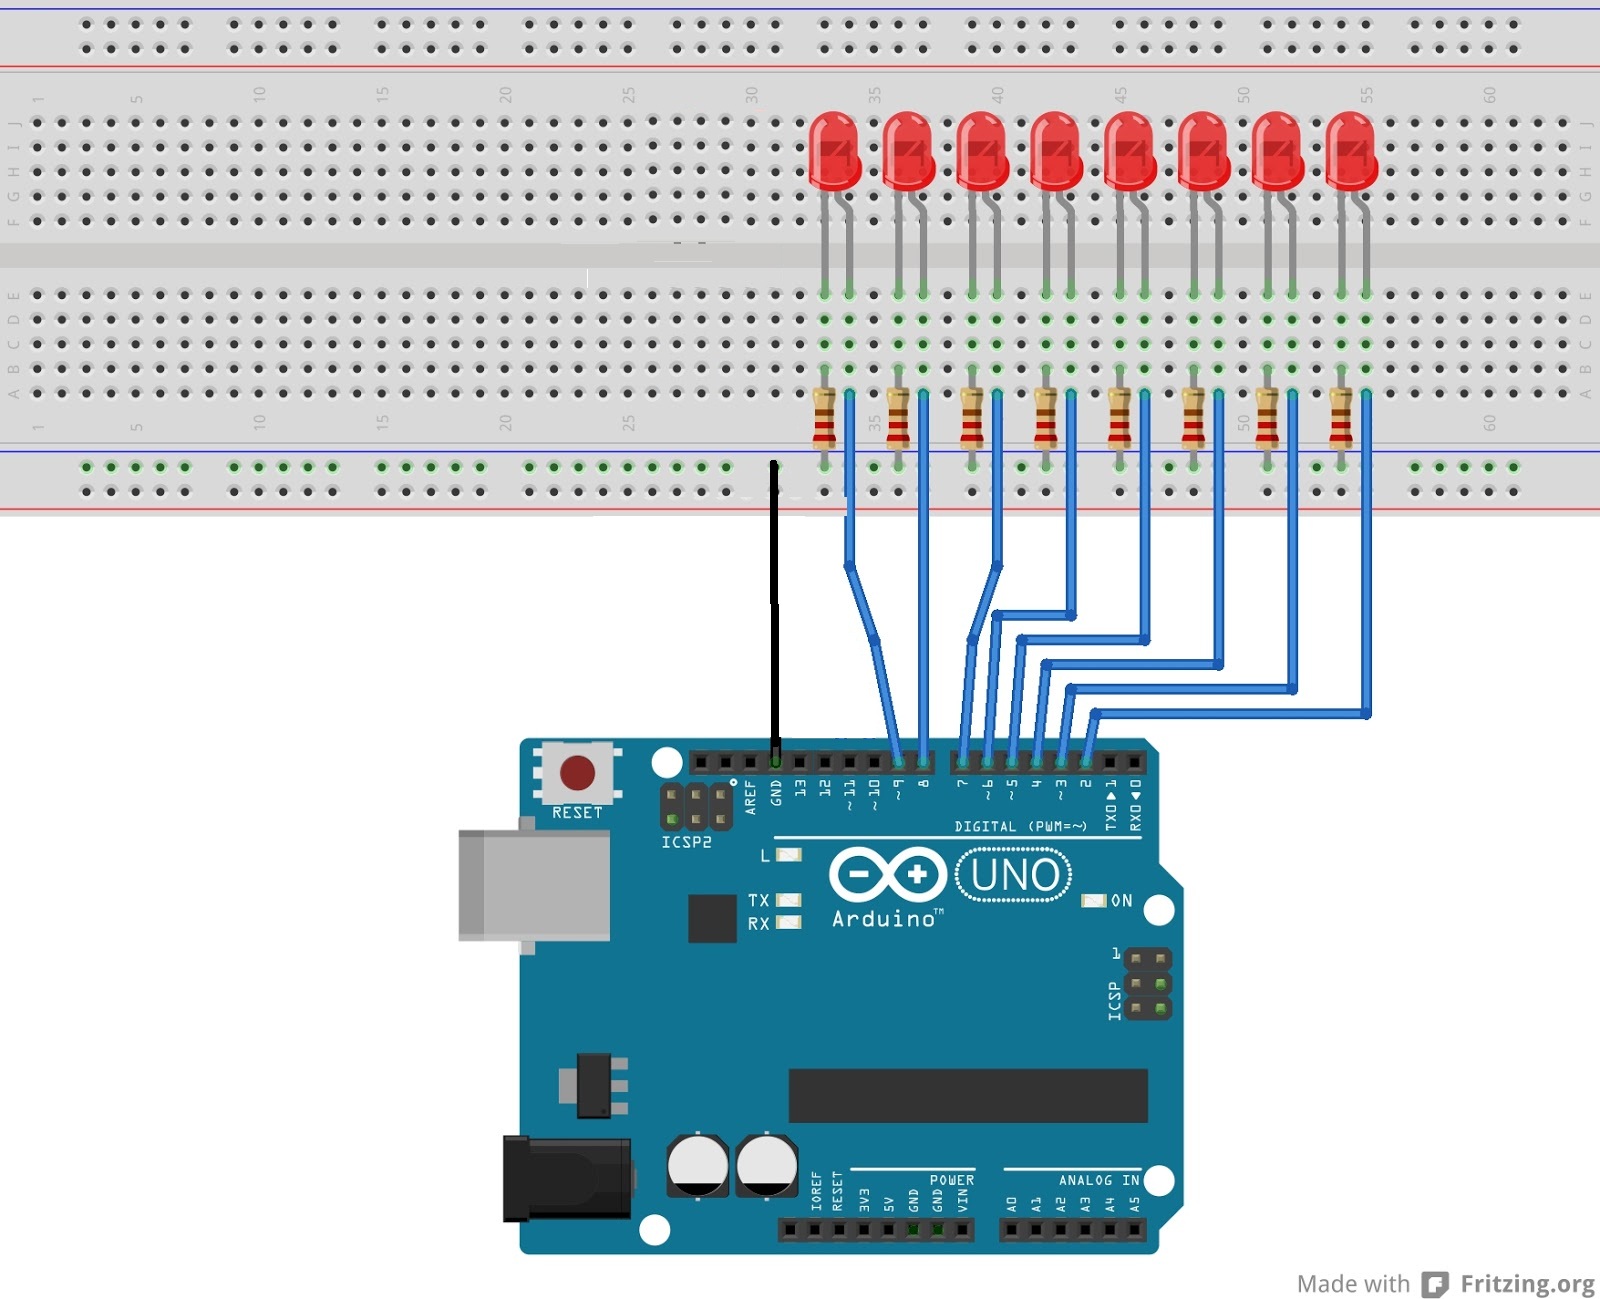 1 5 10 15 20 25 30 35 40 45 50 55 60
J J
I I
H H
G G
F F
E E
D D
C C
B B
A A
1 5 10 15 20 25 35 50 60
RESET
ICSP2
AREF
GND
13
12
~11
~10
~9
8
7
~6
~5
4
~3
2
TX0▶1
RX0◀0
DIGITAL (PWM=~)
L
TX
RX
UNO
Arduino™
ON
1
ICSP
IOREF
RESET
3V3
5V
GND
GND
VIN
POWER
ANALOG IN
A0
A1
A2
A3
A4
A5
Made with Fritzing.org